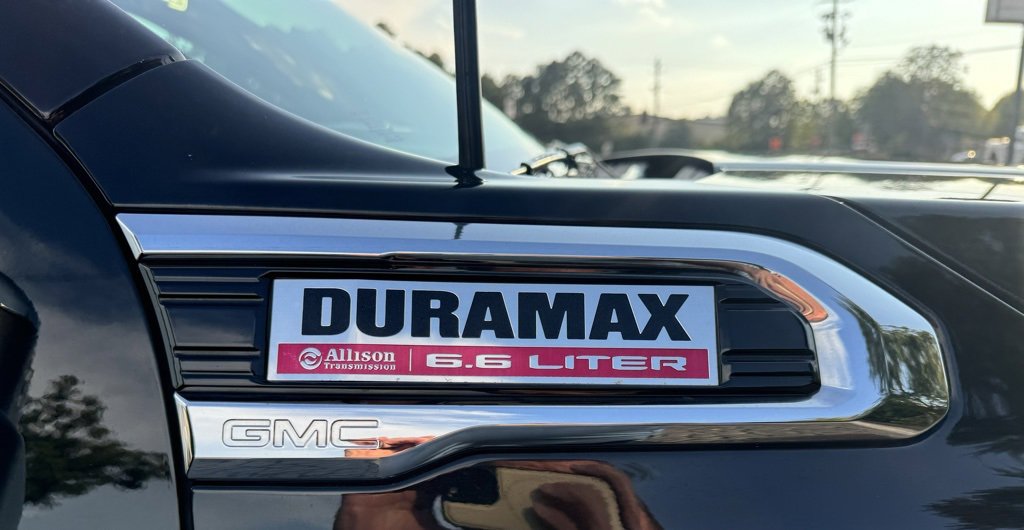 DURAMAX
Allison Transmission | 6.6 LITER
GMC